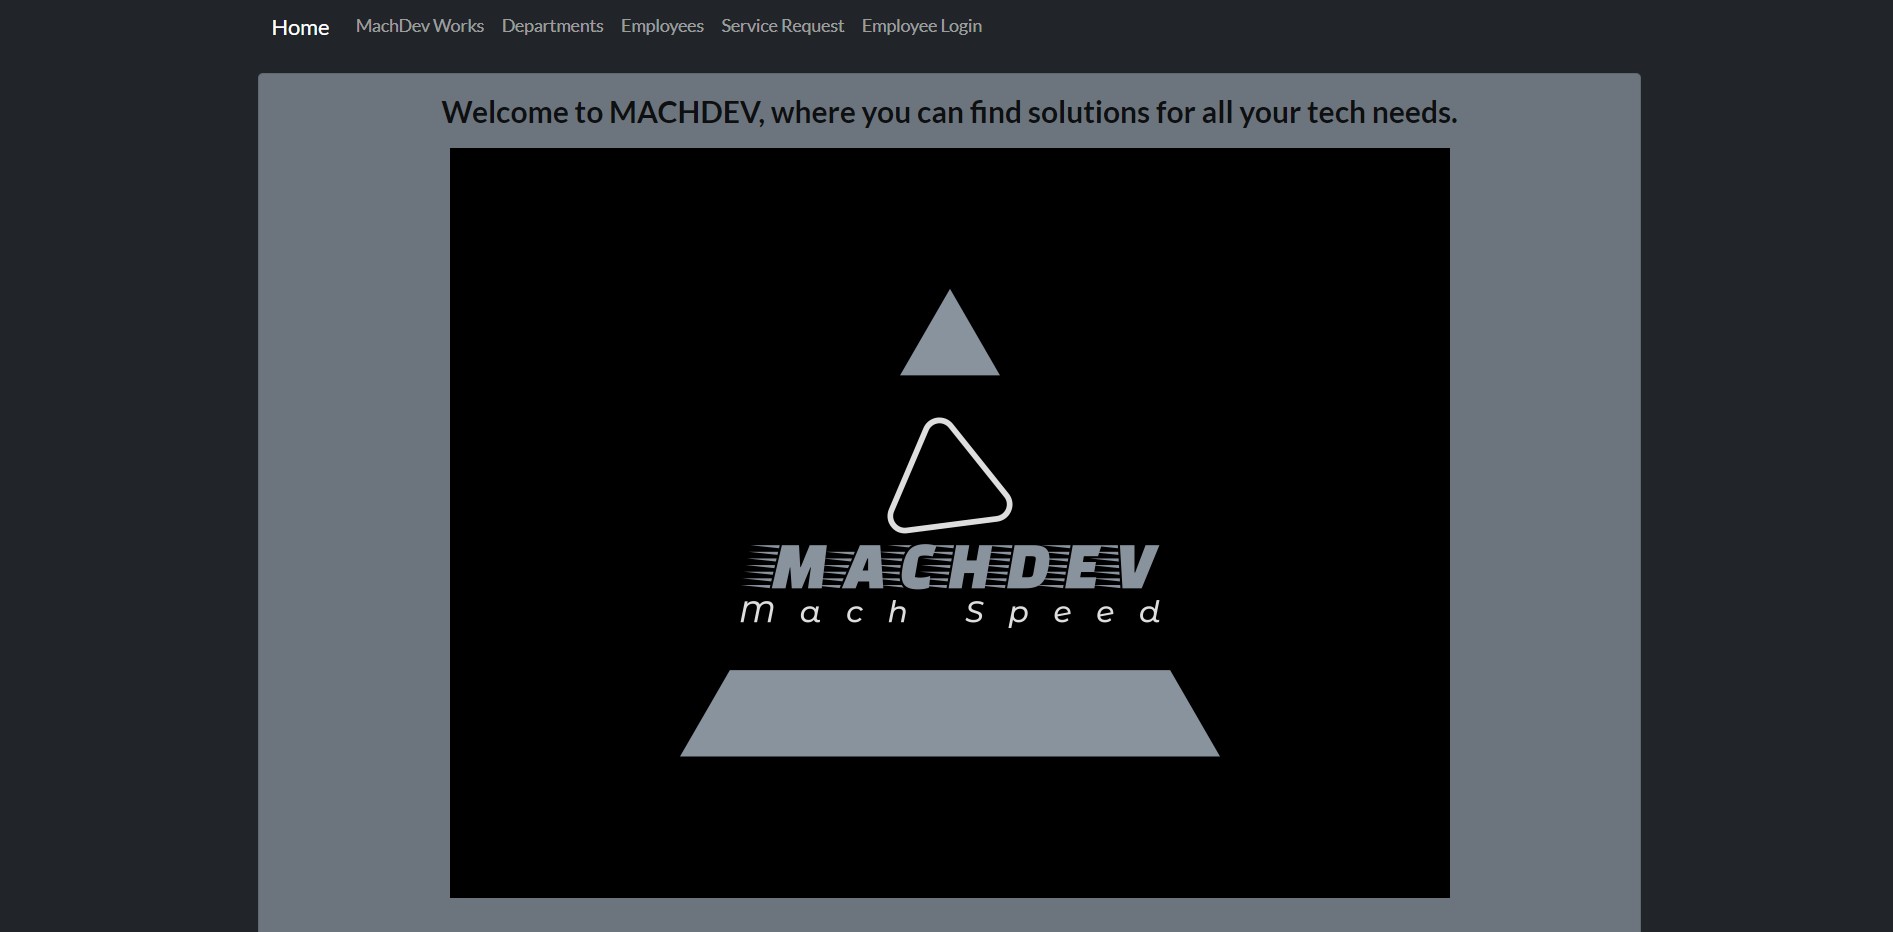 Home MachDev Works Departments Employees Service Request Employee Login
Welcome to MACHDEV, where you can find solutions for all your tech needs.
MACHDEV
Mach Speed